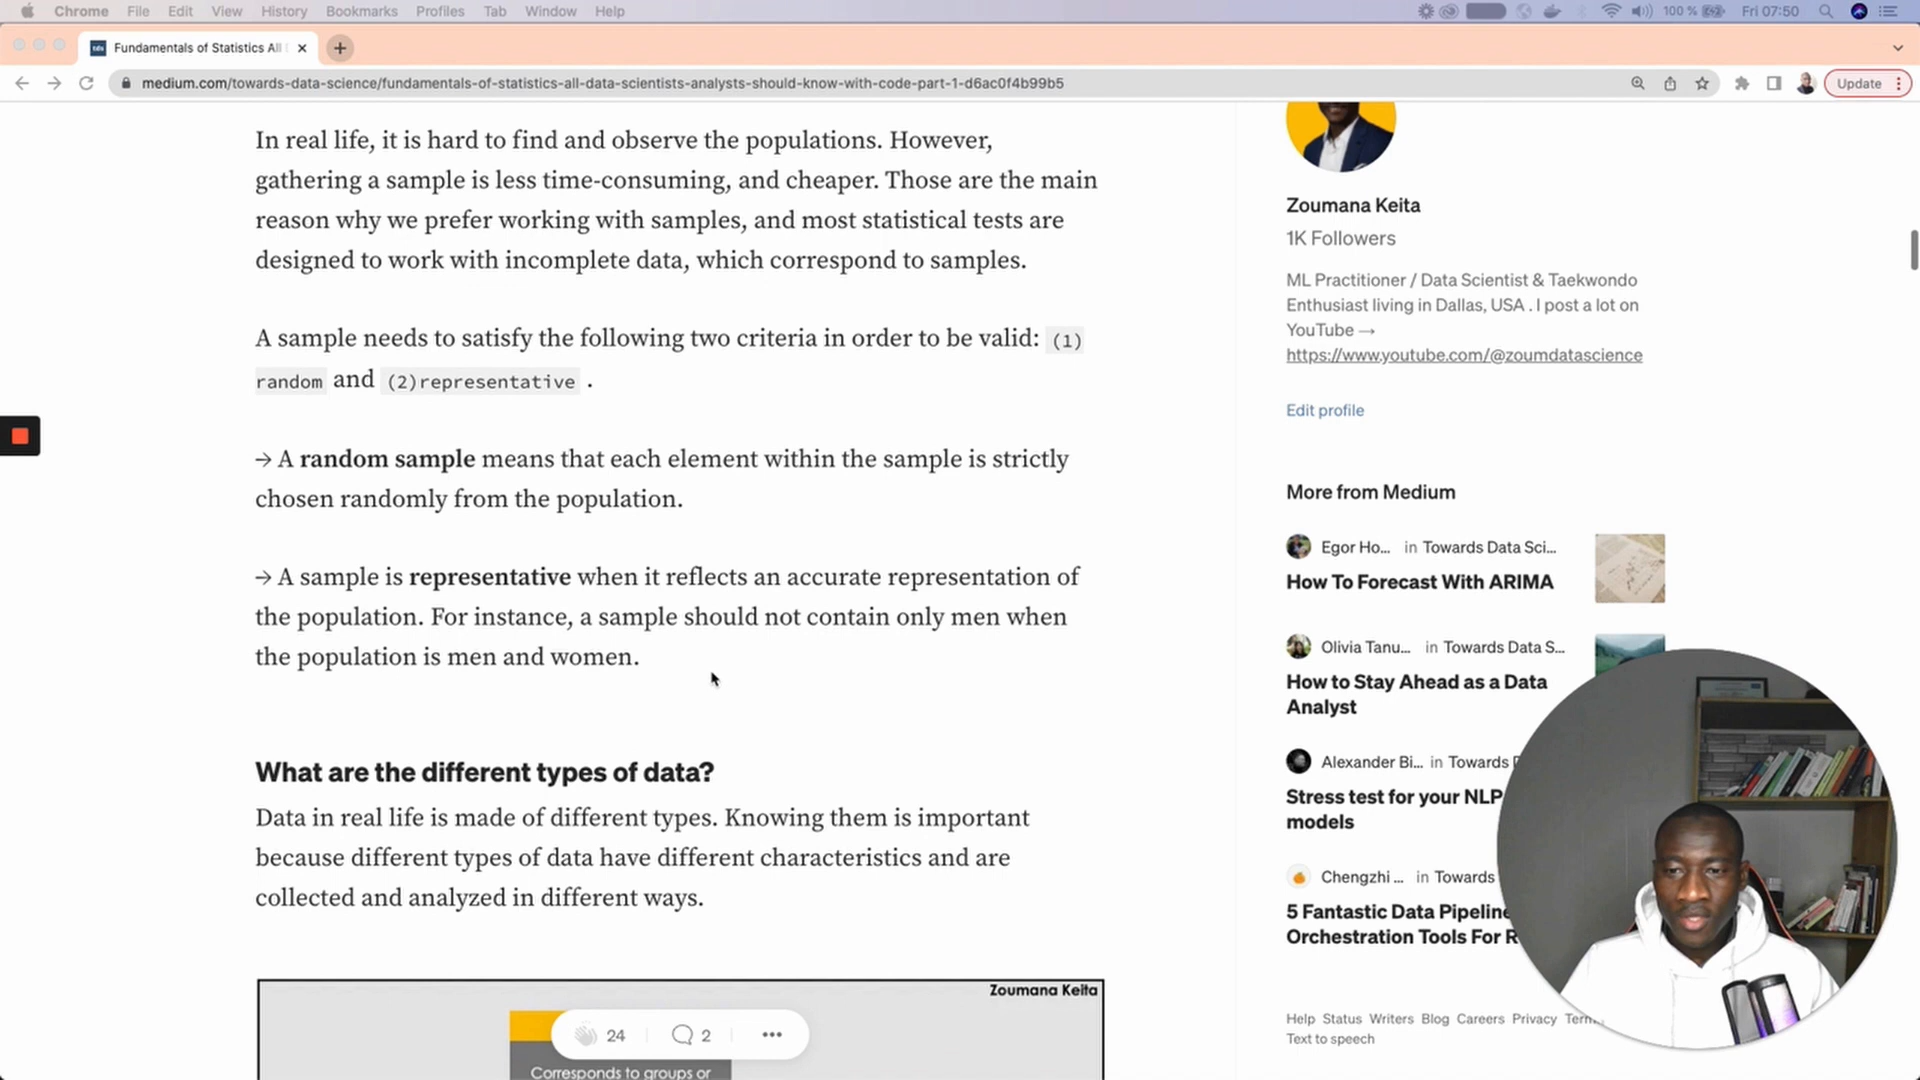 Chrome File Edit View History Bookmarks Profiles Tab Window Help
100 % Fri 07:50
Fundamentals of Statistics All
medium.com/towards-data-science/fundamentals-of-statistics-all-data-scientists-analysts-should-know-with-code-part-1-d6ac0f4b99b5
Update
In real life, it is hard to find and observe the populations. However,
gathering a sample is less time-consuming, and cheaper. Those are the main
reason why we prefer working with samples, and most statistical tests are
designed to work with incomplete data, which correspond to samples.
A sample needs to satisfy the following two criteria in order to be valid: (1)
random and (2)representative .
→ A random sample means that each element within the sample is strictly
chosen randomly from the population.
→ A sample is representative when it reflects an accurate representation of
the population. For instance, a sample should not contain only men when
the population is men and women.
What are the different types of data?
Data in real life is made of different types. Knowing them is important
because different types of data have different characteristics and are
collected and analyzed in different ways.
Zoumana Keita
24 2
Corresponds to groups or
Zoumana Keita
1K Followers
ML Practitioner / Data Scientist & Taekwondo
Enthusiast living in Dallas, USA . I post a lot on
YouTube →
https://www.youtube.com/@zoumdatascience
Edit profile
More from Medium
Egor Ho... in Towards Data Sci...
How To Forecast With ARIMA
Olivia Tanu... in Towards Data S...
How to Stay Ahead as a Data
Analyst
Alexander Bi... in Towards
Stress test for your NLP
models
Chengzhi ... in Towards
5 Fantastic Data Pipeline
Orchestration Tools For R
Help Status Writers Blog Careers Privacy Term
Text to speech